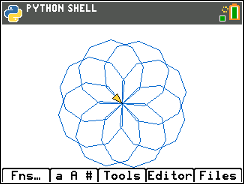 PYTHON SHELL
Fns… a A # Tools Editor Files